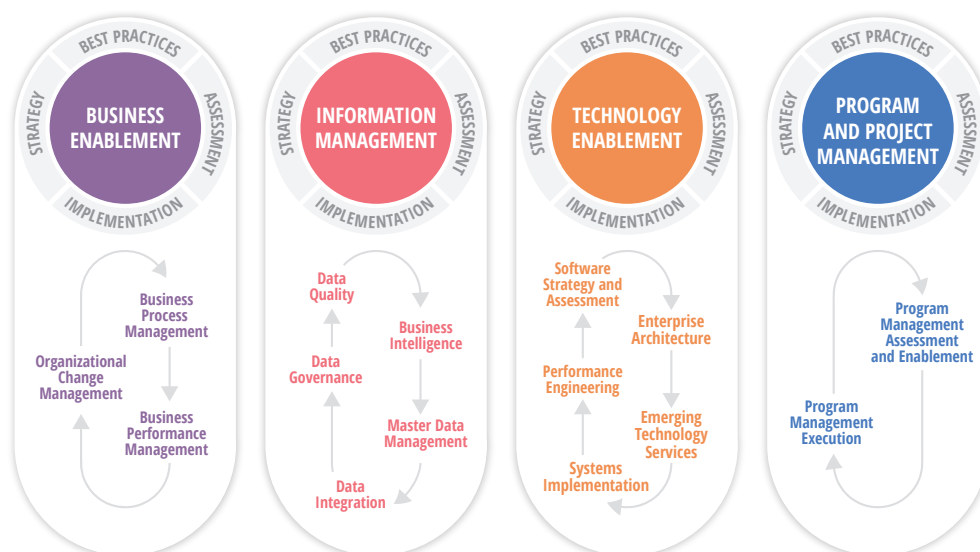 BEST PRACTICES
STRATEGY
ASSESSMENT
IMPLEMENTATION
BUSINESS
ENABLEMENT
Business
Process
Management
Organizational
Change
Management
Business
Performance
Management
BEST PRACTICES
STRATEGY
ASSESSMENT
IMPLEMENTATION
INFORMATION
MANAGEMENT
Data
Quality
Business
Intelligence
Data
Governance
Master Data
Management
Data
Integration
BEST PRACTICES
STRATEGY
ASSESSMENT
IMPLEMENTATION
TECHNOLOGY
ENABLEMENT
Software
Strategy and
Assessment
Enterprise
Architecture
Performance
Engineering
Emerging
Technology
Services
Systems
Implementation
BEST PRACTICES
STRATEGY
ASSESSMENT
IMPLEMENTATION
PROGRAM
AND PROJECT
MANAGEMENT
Program
Management
Assessment
and Enablement
Program
Management
Execution